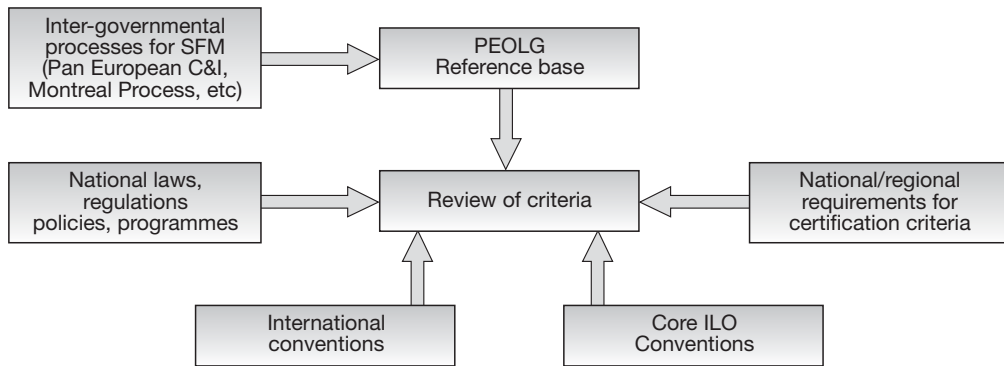 Inter-governmental
processes for SFM
(Pan European C&I,
Montreal Process, etc)
PEOLG
Reference base
National laws,
regulations
policies, programmes
Review of criteria
National/regional
requirements for
certification criteria
International
conventions
Core ILO
Conventions